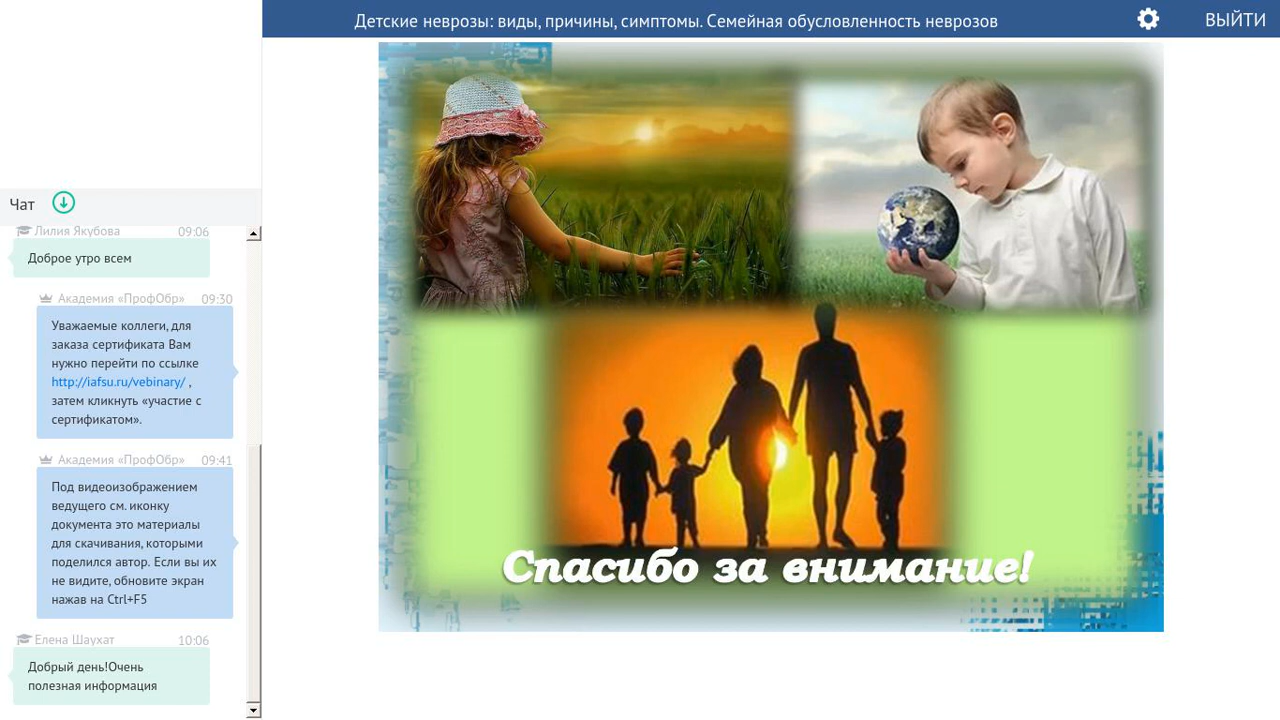 Детские неврозы: виды, причины, симптомы. Семейная обусловленность неврозов
ВЫЙТИ
Чат
Лилия Якубова 09:06
Доброе утро всем
Академия «ПрофОбр» 09:30
Уважаемые коллеги, для
заказа сертификата Вам
нужно перейти по ссылке
http://iafsu.ru/vebinary/ ,
затем кликнуть «участие с
сертификатом».
Академия «ПрофОбр» 09:41
Под видеоизображением
ведущего см. иконку
документа это материалы
для скачивания, которыми
поделился автор. Если вы их
не видите, обновите экран
нажав на Ctrl+F5
Елена Шаухат 10:06
Добрый день!Очень
полезная информация
Спасибо за внимание!